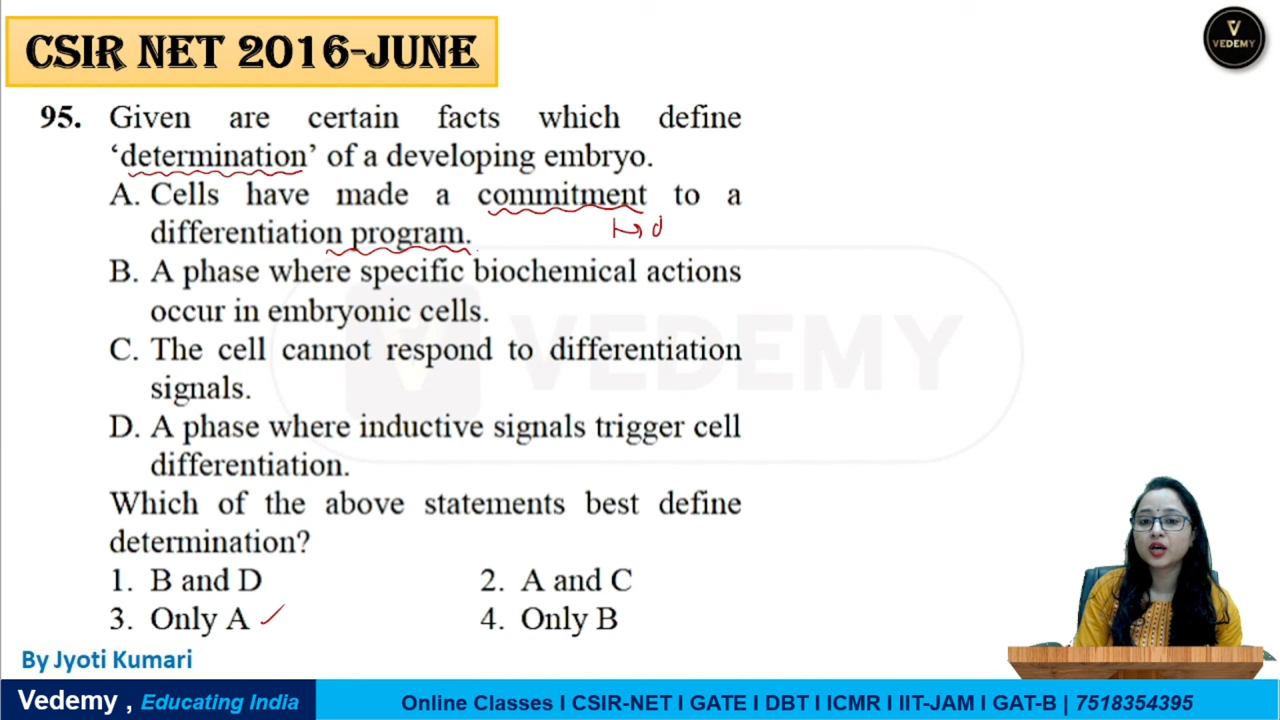 CSIR NET 2016-JUNE
VEDEMY
95. Given are certain facts which define
‘determination’ of a developing embryo.
A. Cells have made a commitment to a
differentiation program.
B. A phase where specific biochemical actions
occur in embryonic cells.
C. The cell cannot respond to differentiation
signals.
D. A phase where inductive signals trigger cell
differentiation.
Which of the above statements best define
determination?
1. B and D 2. A and C
3. Only A 4. Only B
VEDEMY
By Jyoti Kumari
Vedemy , Educating India
Online Classes I CSIR-NET I GATE I DBT I ICMR I IIT-JAM I GAT-B | 7518354395